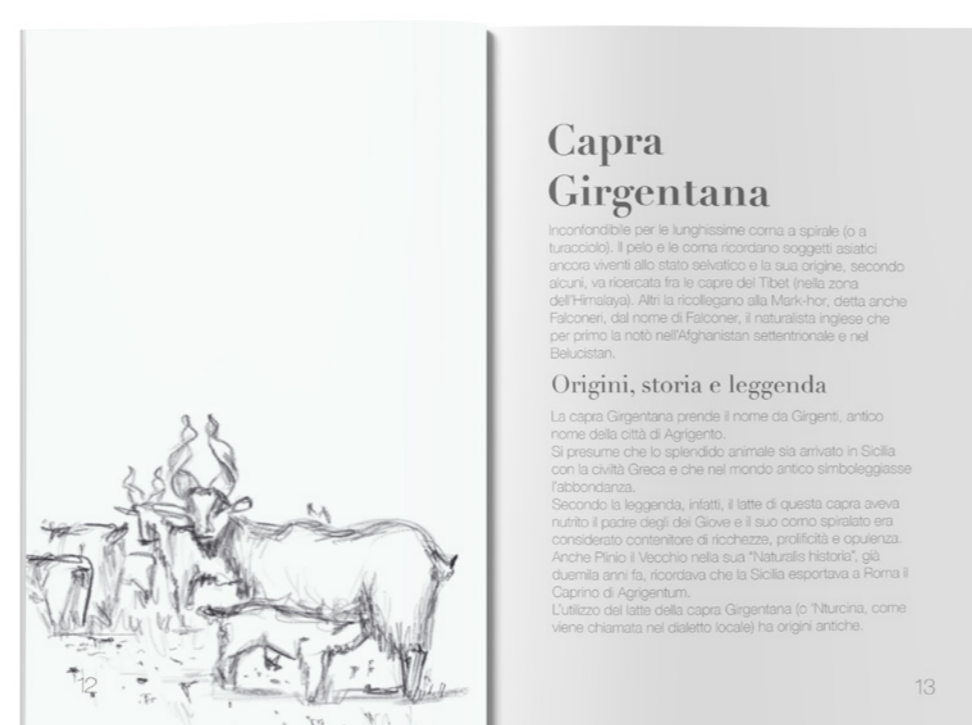 12
Capra
Girgentana
Inconfondibile per le lunghissime corna a spirale (o a
turacciolo). Il pelo e le corna ricordano soggetti asiatici
ancora viventi allo stato selvatico e la sua origine, secondo
alcuni, va ricercata fra le capre del Tibet (nella zona
dell'Himalaya). Altri la ricollegano alla Mark-hor, detta anche
Falconeri, dal nome di Falconer, il naturalista inglese che
per primo la notò nell'Afghanistan settentrionale e nel
Belucistan.
Origini, storia e leggenda
La capra Girgentana prende il nome da Girgenti, antico
nome della città di Agrigento.
Si presume che lo splendido animale sia arrivato in Sicilia
con la civiltà Greca e che nel mondo antico simboleggiasse
l'abbondanza.
Secondo la leggenda, infatti, il latte di questa capra aveva
nutrito il padre degli dei Giove e il suo corno spiralato era
considerato contenitore di ricchezze, prolificità e opulenza.
Anche Plinio il Vecchio nella sua "Naturalis historia", già
duemila anni fa, ricordava che la Sicilia esportava a Roma il
Caprino di Agrigentum.
L'utilizzo del latte della capra Girgentana (o 'Nturcina, come
viene chiamata nel dialetto locale) ha origini antiche.
13